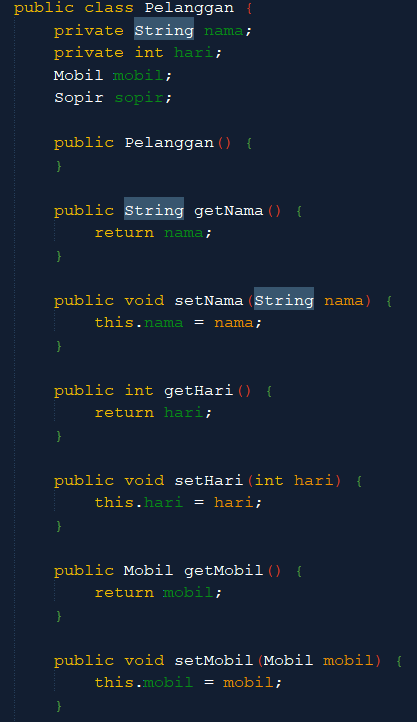 public class Pelanggan {
    private String nama;
    private int hari;
    Mobil mobil;
    Sopir sopir;

    public Pelanggan() {
    }

    public String getNama() {
        return nama;
    }

    public void setNama(String nama) {
        this.nama = nama;
    }

    public int getHari() {
        return hari;
    }

    public void setHari(int hari) {
        this.hari = hari;
    }

    public Mobil getMobil() {
        return mobil;
    }

    public void setMobil(Mobil mobil) {
        this.mobil = mobil;
    }